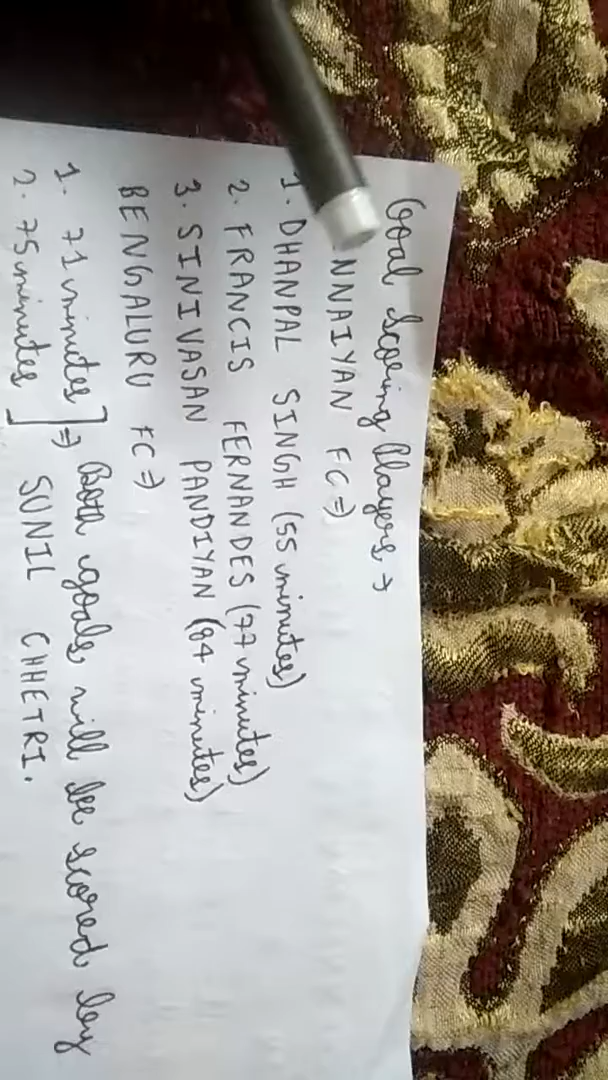 Goal Scoring Players →
NNAIYAN FC ⇒
1. DHANPAL SINGH (55 minutes)
2. FRANCIS FERNANDES (77 minutes)
3. SINIVASAN PANDIYAN (84 minutes)
BENGALURU FC ⇒
1. 71 minutes ] ⇒ Both goals will be scored by
2. 75 minutes ] SUNIL CHHETRI.